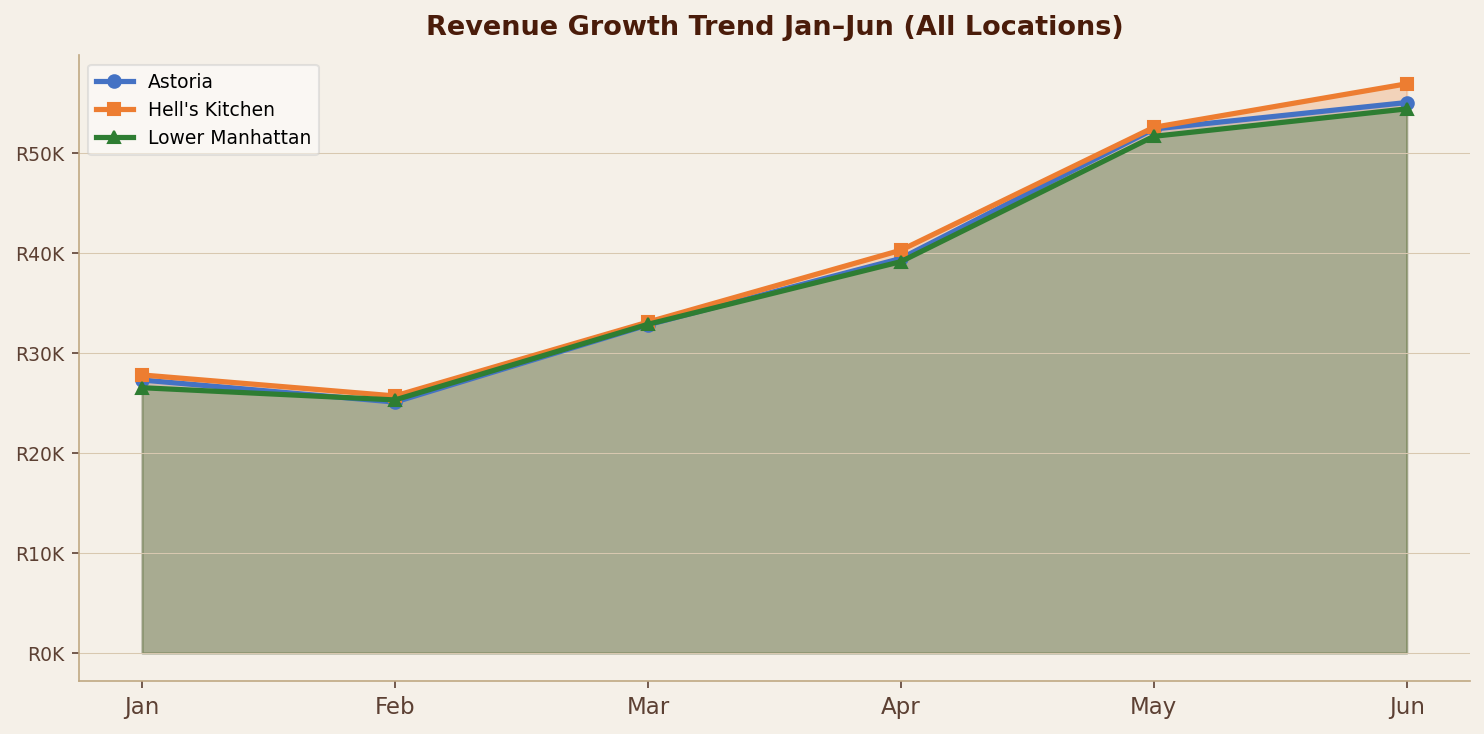 Revenue Growth Trend Jan–Jun (All Locations)
Astoria
Hell's Kitchen
Lower Manhattan
R50K
R40K
R30K
R20K
R10K
R0K
Jan Feb Mar Apr May Jun